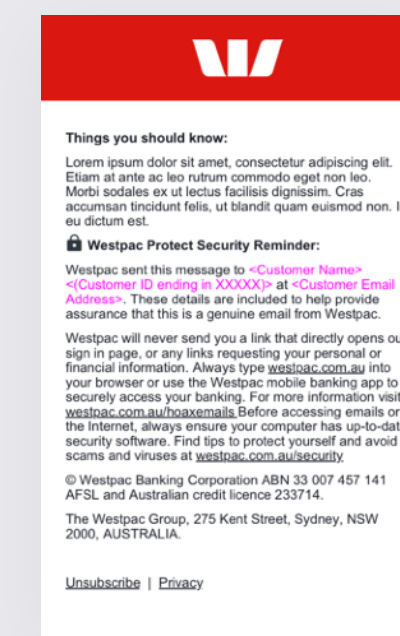 Things you should know:
Lorem ipsum dolor sit amet, consectetur adipiscing elit.
Etiam at ante ac leo rutrum commodo eget non leo.
Morbi sodales ex ut lectus facilisis dignissim. Cras
accumsan tincidunt felis, ut blandit quam euismod non. I
eu dictum est.
Westpac Protect Security Reminder:
Westpac sent this message to <Customer Name>
<(Customer ID ending in XXXXX)> at <Customer Email
Address>. These details are included to help provide
assurance that this is a genuine email from Westpac.
Westpac will never send you a link that directly opens ou
sign in page, or any links requesting your personal or
financial information. Always type westpac.com.au into
your browser or use the Westpac mobile banking app to
securely access your banking. For more information visit
westpac.com.au/hoaxemails Before accessing emails or
the Internet, always ensure your computer has up-to-dat
security software. Find tips to protect yourself and avoid
scams and viruses at westpac.com.au/security
© Westpac Banking Corporation ABN 33 007 457 141
AFSL and Australian credit licence 233714.
The Westpac Group, 275 Kent Street, Sydney, NSW
2000, AUSTRALIA.
Unsubscribe | Privacy